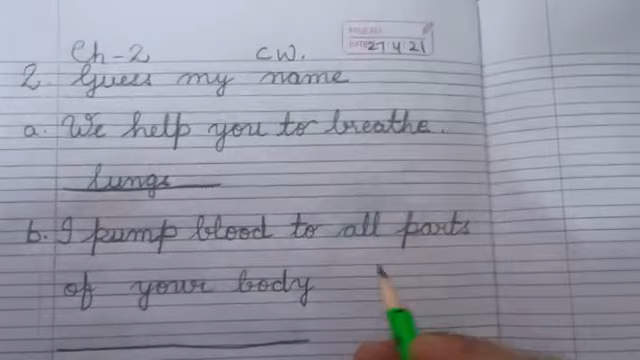 Ch-2 C.W. DATE 27.4.21
2. Guess my name
a. We help you to breathe.
lungs
b. I pump blood to all parts
of your body